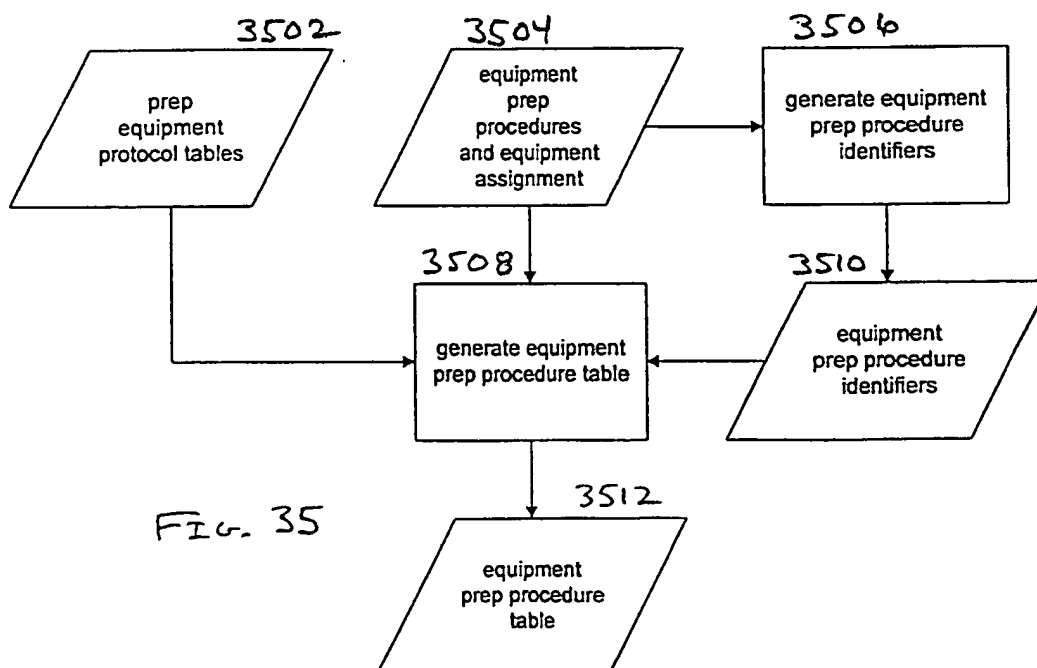 3502
3504
3506
prep
equipment
protocol tables
equipment
prep
procedures
and equipment
assignment
generate equipment
prep procedure
identifiers
3508
3510
generate equipment
prep procedure table
equipment
prep procedure
identifiers
FIG. 35
3512
equipment
prep procedure
table